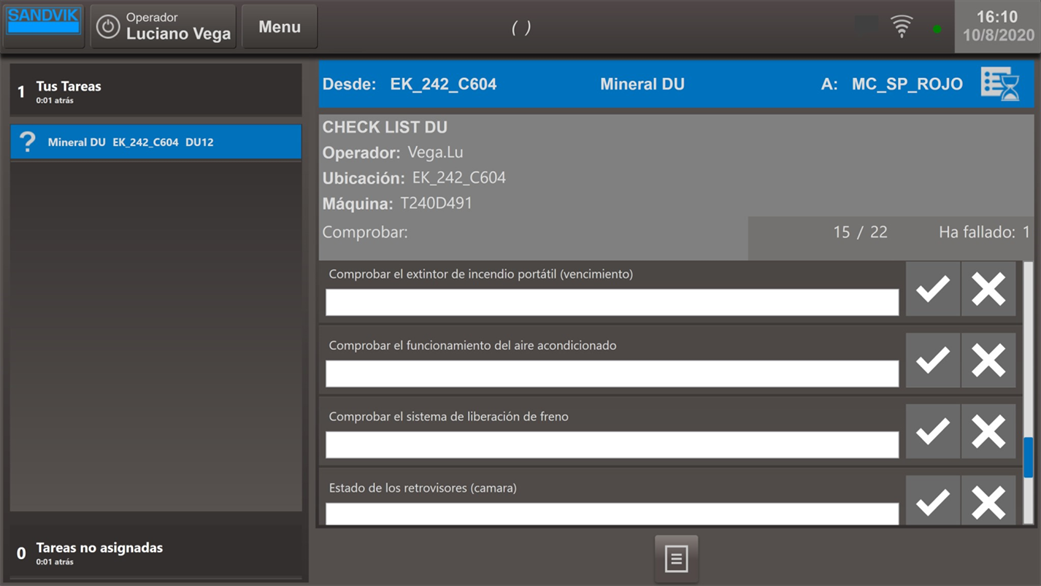 SANDVIK
Operador
Luciano Vega
Menu
( )
16:10
10/8/2020
1 Tus Tareas
0:01 atrás
? Mineral DU EK_242_C604 DU12
0 Tareas no asignadas
0:01 atrás
Desde: EK_242_C604 Mineral DU A: MC_SP_ROJO
CHECK LIST DU
Operador: Vega.Lu
Ubicación: EK_242_C604
Máquina: T240D491
Comprobar: 15 / 22 Ha fallado: 1
Comprobar el extintor de incendio portátil (vencimiento)
Comprobar el funcionamiento del aire acondicionado
Comprobar el sistema de liberación de freno
Estado de los retrovisores (camara)